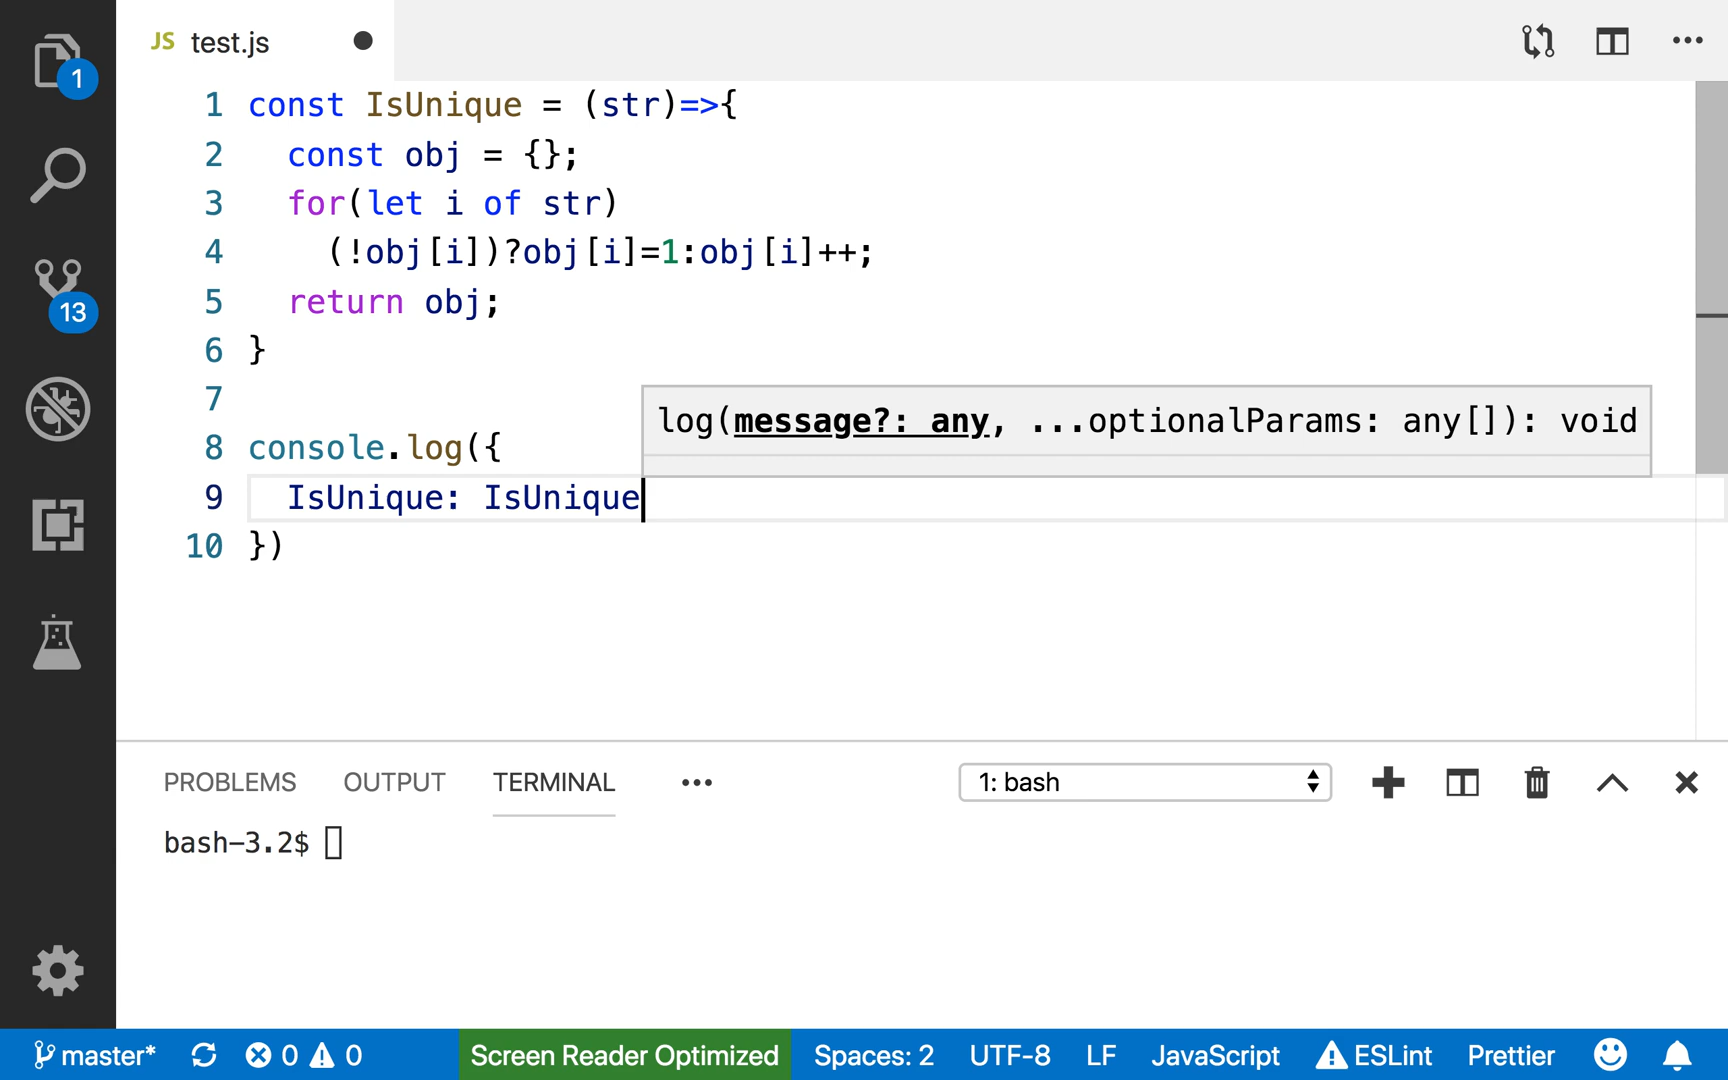 JS test.js
1
1 const IsUnique = (str)=>{
2 const obj = {};
3 for(let i of str)
4 (!obj[i])?obj[i]=1:obj[i]++;
5 return obj;
13
6 }
7
log(message?: any, ...optionalParams: any[]): void
8 console.log({
9 IsUnique: IsUnique
10 })
PROBLEMS OUTPUT TERMINAL ••• 1: bash
bash-3.2$
master* 0 0 Screen Reader Optimized Spaces: 2 UTF-8 LF JavaScript ESLint Prettier